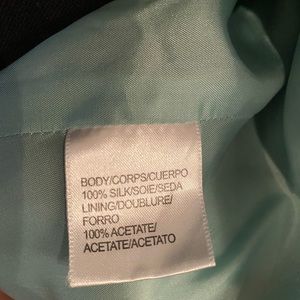 BODY/CORPS/CUERPO
100% SILK/SOIE/SEDA
LINING/DOUBLURE/
FORRO
100% ACETATE/
ACETATE/ACETATO